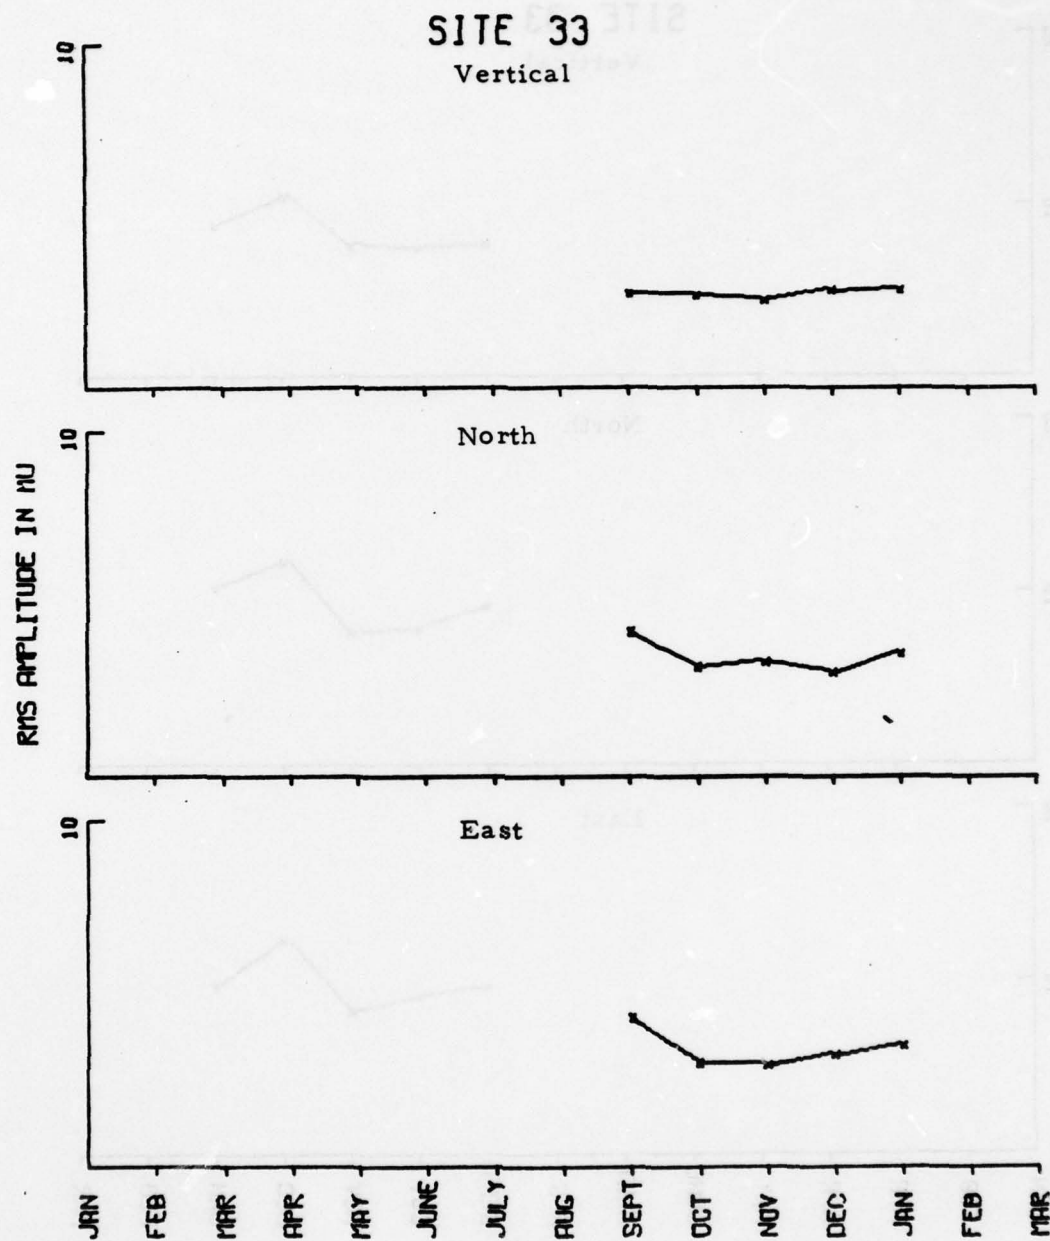 SITE 33
Vertical
10
North
10
RMS AMPLITUDE IN MU
East
10
JAN FEB MAR APR MAY JUNE JULY AUG SEPT OCT NOV DEC JAN FEB MAR